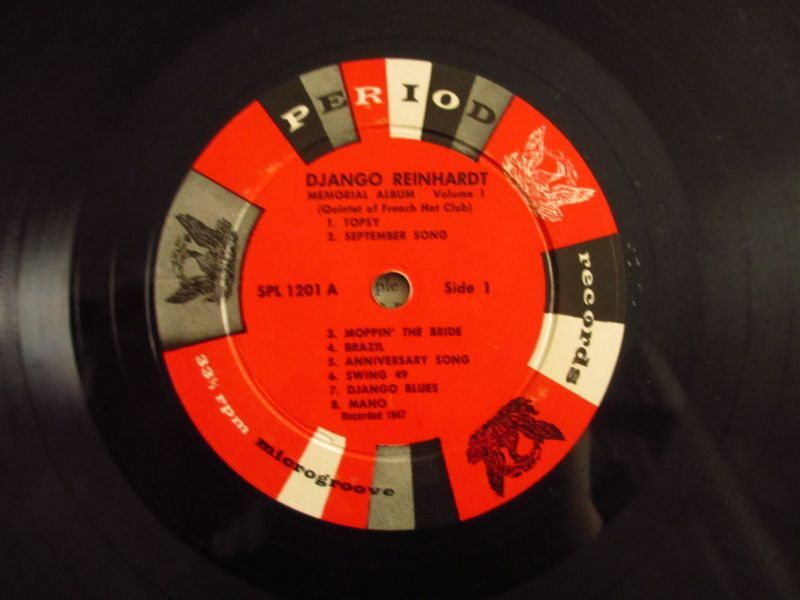 PERIOD
DJANGO REINHARDT
MEMORIAL ALBUM Volume 1
(Quintet of French Hot Club)
1. TOPSY
2. SEPTEMBER SONG
SPL 1201 A
Side 1
3. MOPPIN' THE BRIDE
4. BRAZIL
5. ANNIVERSARY SONG
6. SWING 49
7. DJANGO BLUES
8. MANO
Recorded 1947
records
33⅓ rpm microgroove